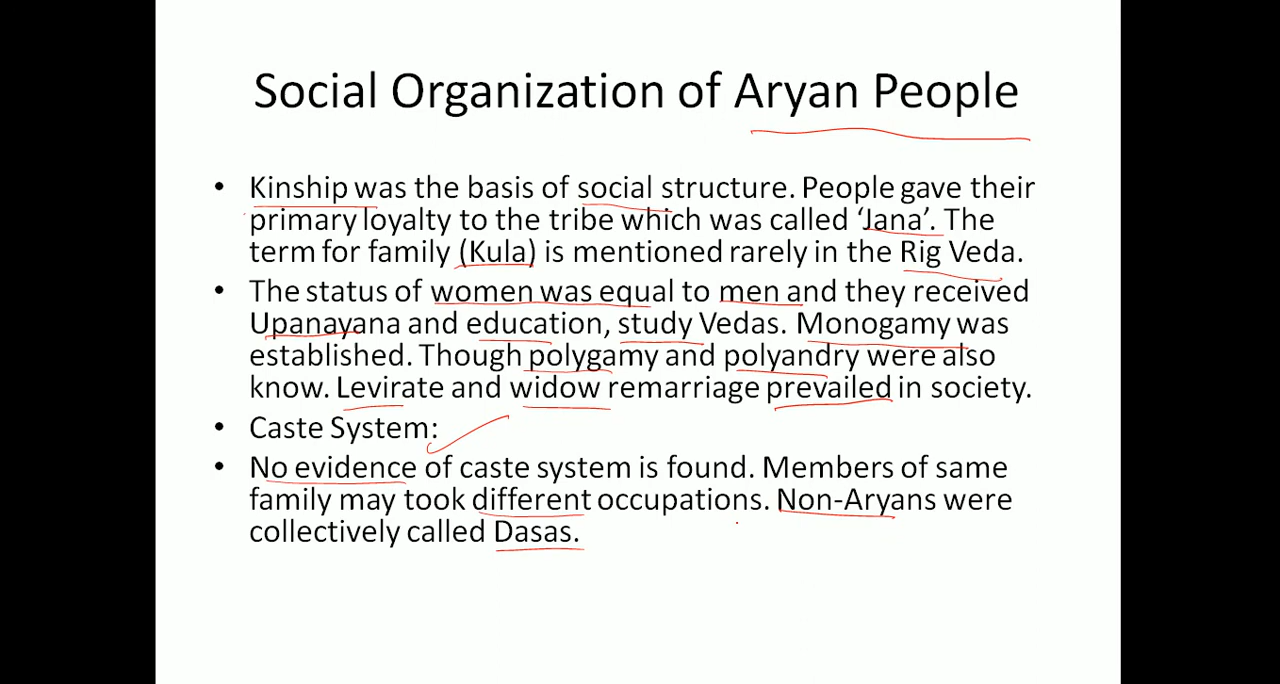 Social Organization of Aryan People
• Kinship was the basis of social structure. People gave their
primary loyalty to the tribe which was called ‘Jana’. The
term for family (Kula) is mentioned rarely in the Rig Veda.
• The status of women was equal to men and they received
Upanayana and education, study Vedas. Monogamy was
established. Though polygamy and polyandry were also
know. Levirate and widow remarriage prevailed in society.
• Caste System:
• No evidence of caste system is found. Members of same
family may took different occupations. Non-Aryans were
collectively called Dasas.